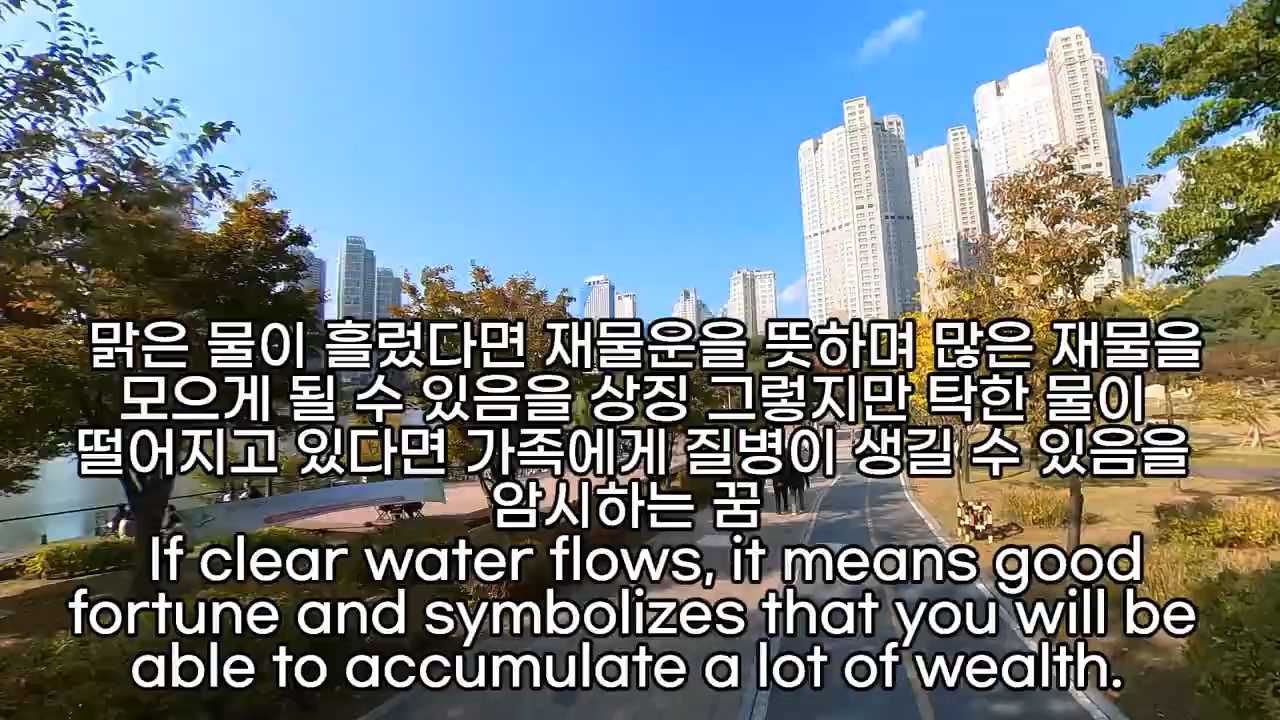 맑은 물이 흘렀다면 재물운을 뜻하며 많은 재물을
모으게 될 수 있음을 상징 그렇지만 탁한 물이
떨어지고 있다면 가족에게 질병이 생길 수 있음을
암시하는 꿈
If clear water flows, it means good
fortune and symbolizes that you will be
able to accumulate a lot of wealth.